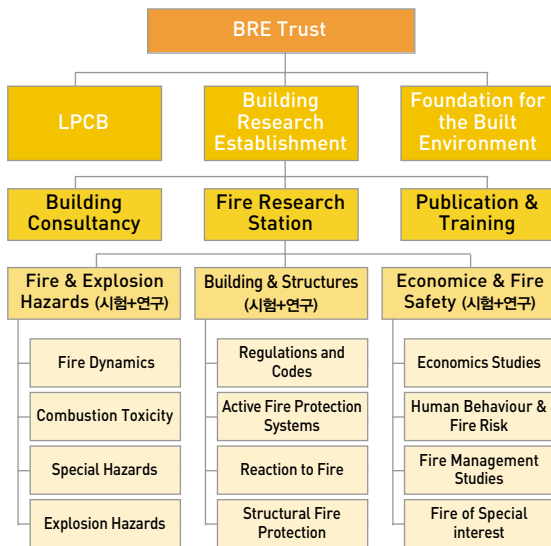 BRE Trust
LPCB
Building
Research
Establishment
Foundation for
the Built
Environment
Building
Consultancy
Fire Research
Station
Publication &
Training
Fire & Explosion
Hazards (시험+연구)
Building & Structures
(시험+연구)
Economice & Fire
Safety (시험+연구)
Fire Dynamics
Combustion Toxicity
Special Hazards
Explosion Hazards
Regulations and
Codes
Active Fire Protection
Systems
Reaction to Fire
Structural Fire
Protection
Economics Studies
Human Behaviour &
Fire Risk
Fire Management
Studies
Fire of Special
interest